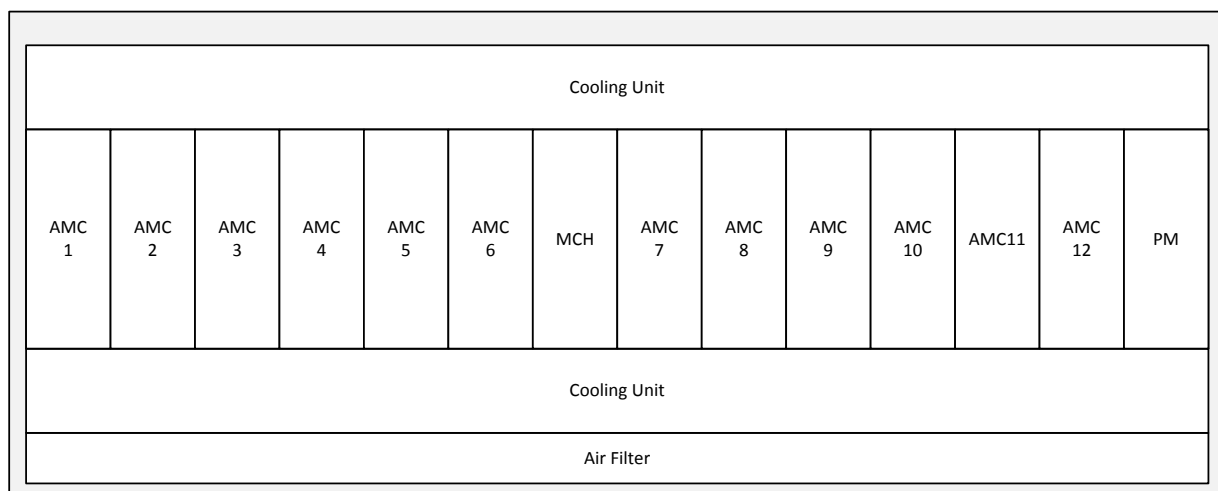 Cooling Unit
AMC
1
AMC
2
AMC
3
AMC
4
AMC
5
AMC
6
MCH
AMC
7
AMC
8
AMC
9
AMC
10
AMC11
AMC
12
PM
Cooling Unit
Air Filter